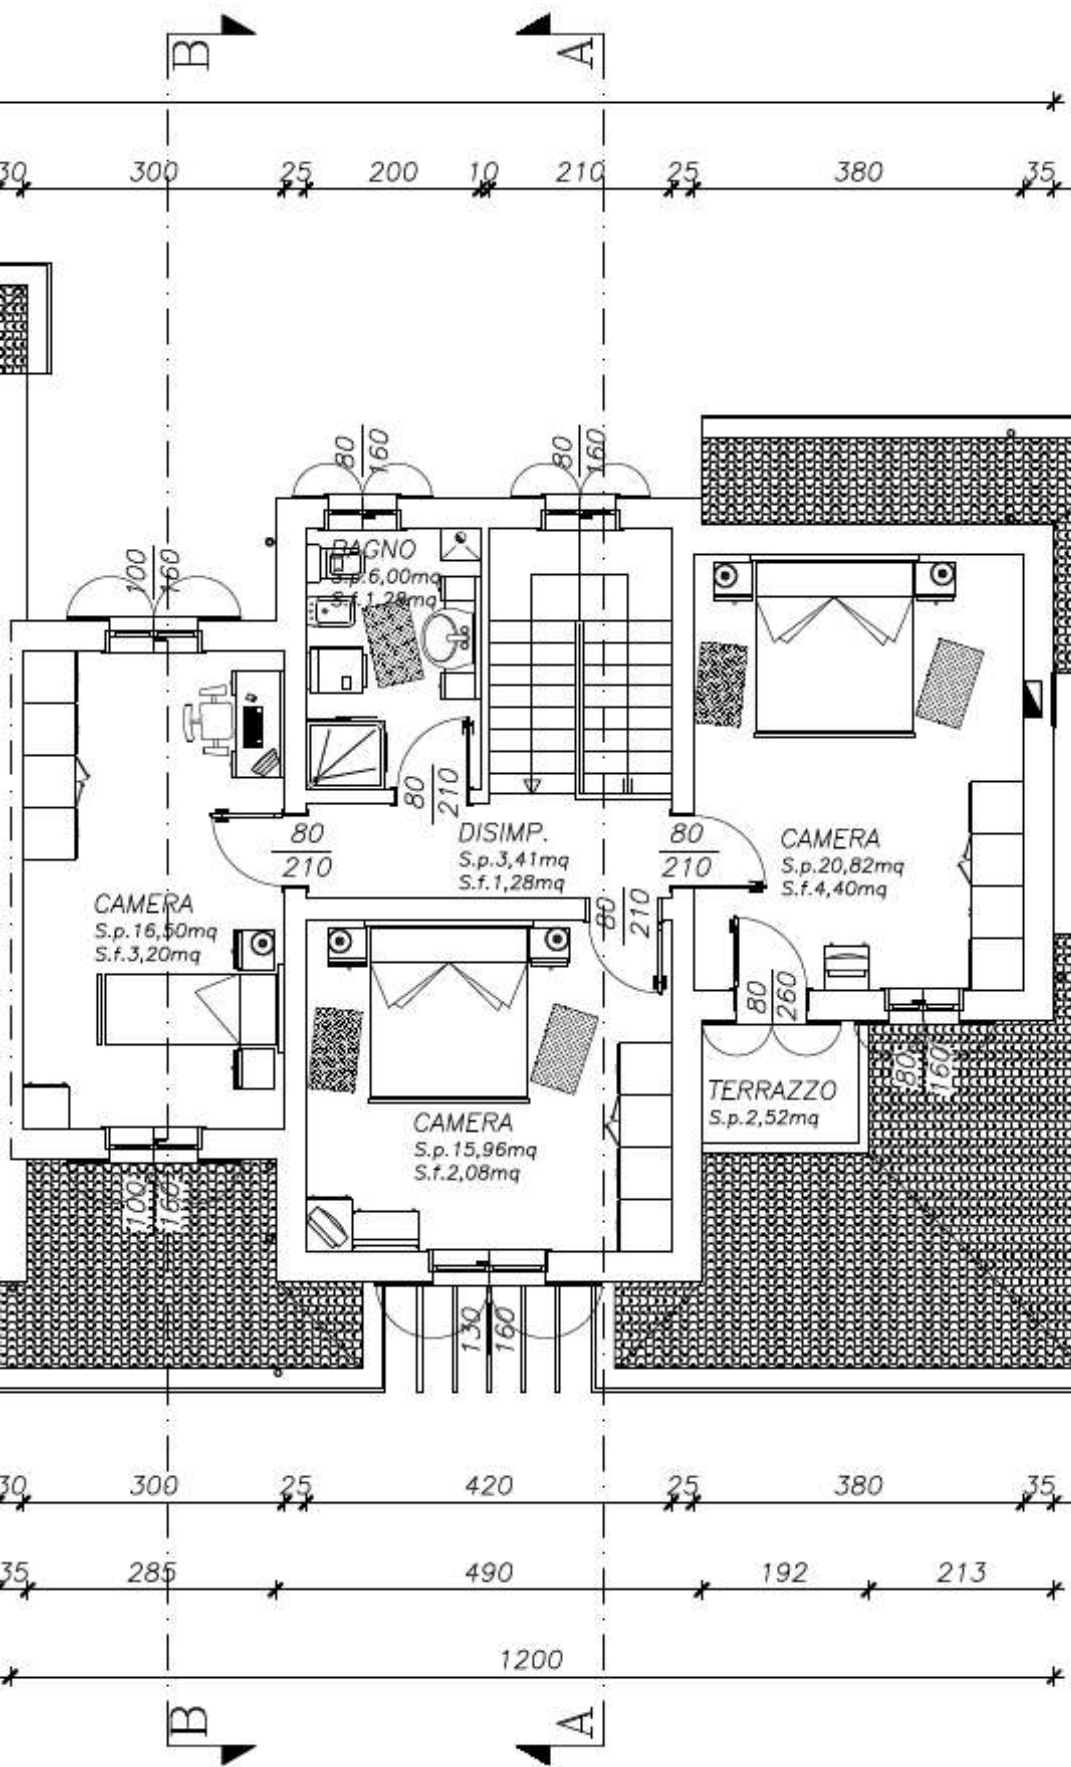 B
A
30 300 25 200 10 210 25 380 35
80
160
80
160
100
160
BAGNO
S.p.6,00mq
S.f.1,28mq
80
210
80
210
DISIMP.
S.p.3,41mq
S.f.1,28mq
80
210
CAMERA
S.p.20,82mq
S.f.4,40mq
CAMERA
S.p.16,50mq
S.f.3,20mq
80
210
80
260
80
160
TERRAZZO
S.p.2,52mq
CAMERA
S.p.15,96mq
S.f.2,08mq
100
160
130
160
30 300 25 420 25 380 35
35 285 490 192 213
1200
B
A